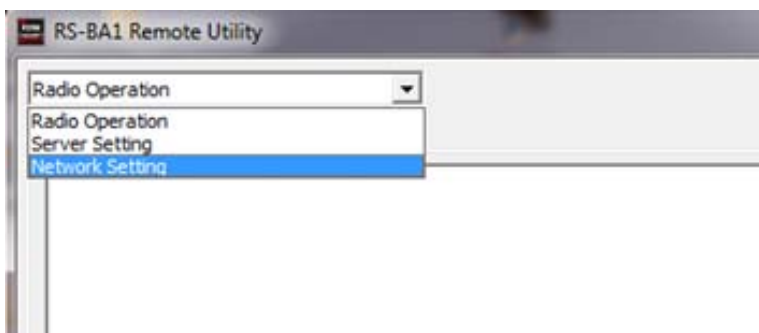 RS-BA1 Remote Utility
Radio Operation
Radio Operation
Server Setting
Network Setting